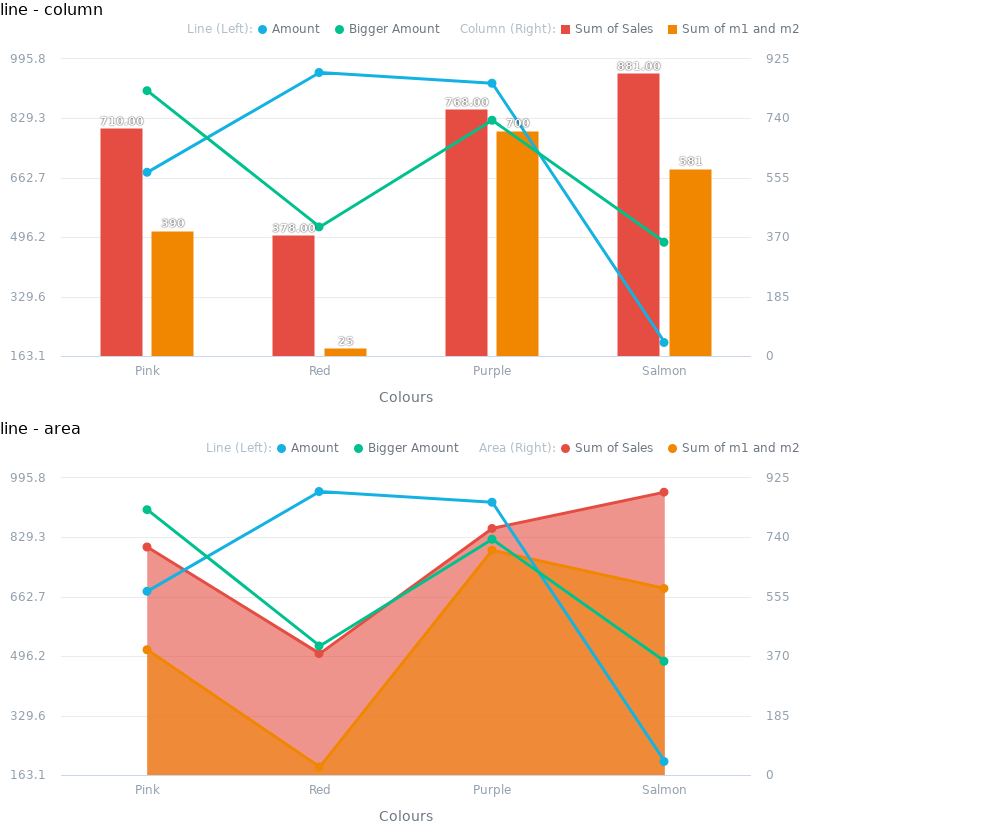 line - column
Line (Left): Amount Bigger Amount Column (Right): Sum of Sales Sum of m1 and m2
995.8 925
881.00
829.3 740
768.00
710.00 700
662.7 555
581
496.2 370
390
378.00
329.6 185
25
163.1 0
Pink Red Purple Salmon
Colours
line - area
Line (Left): Amount Bigger Amount Area (Right): Sum of Sales Sum of m1 and m2
995.8 925
829.3 740
662.7 555
496.2 370
329.6 185
163.1 0
Pink Red Purple Salmon
Colours